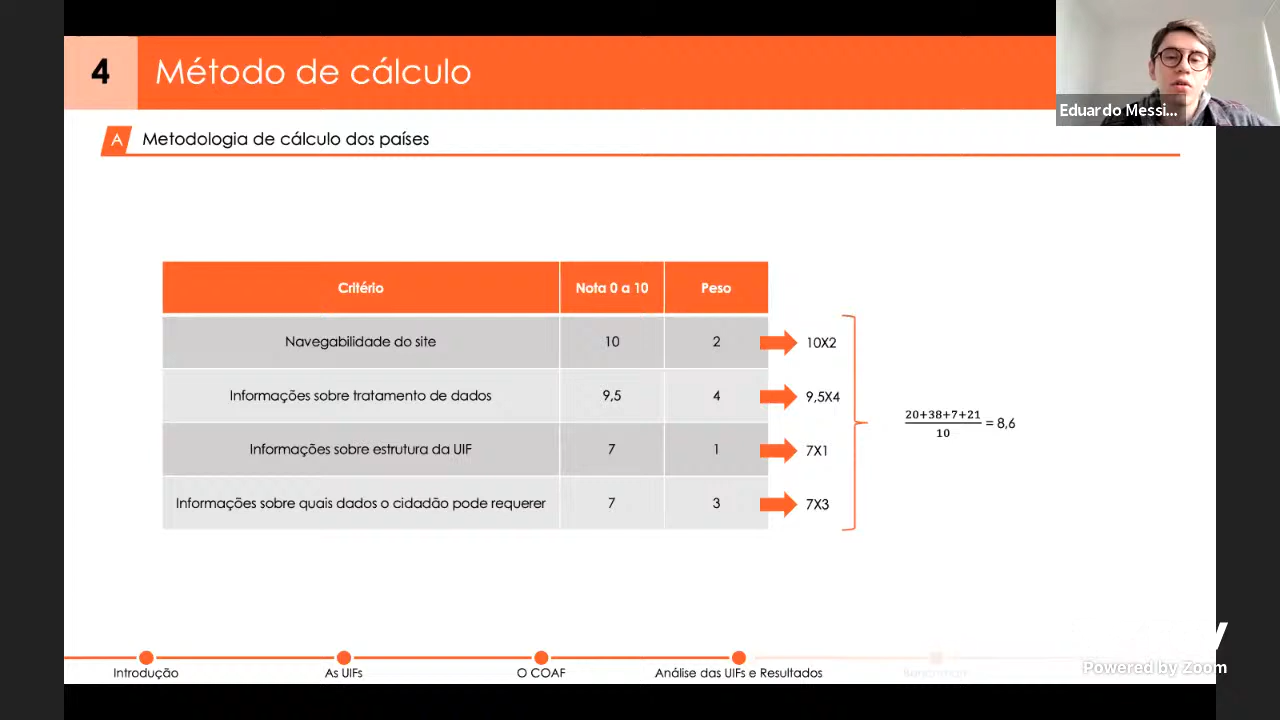 4
Método de cálculo
Eduardo Messi...
A
Metodologia de cálculo dos países
Critério
Nota 0 a 10
Peso
Navegabilidade do site
10
2
10X2
Informações sobre tratamento de dados
9,5
4
9,5X4
Informações sobre estrutura da UIF
7
1
7X1
Informações sobre quais dados o cidadão pode requerer
7
3
7X3
20+38+7+21
10
= 8,6
Introdução
As UIFs
O COAF
Análise das UIFs e Resultados
Powered by Zoom